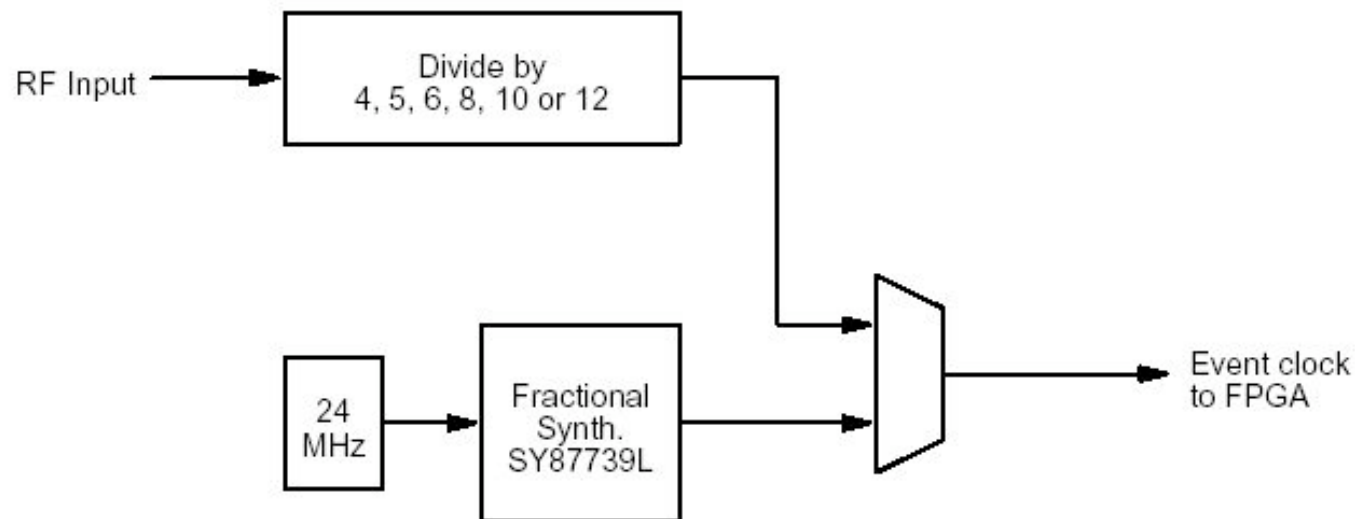 RF Input
Divide by
4, 5, 6, 8, 10 or 12
24
MHz
Fractional
Synth.
SY87739L
Event clock
to FPGA